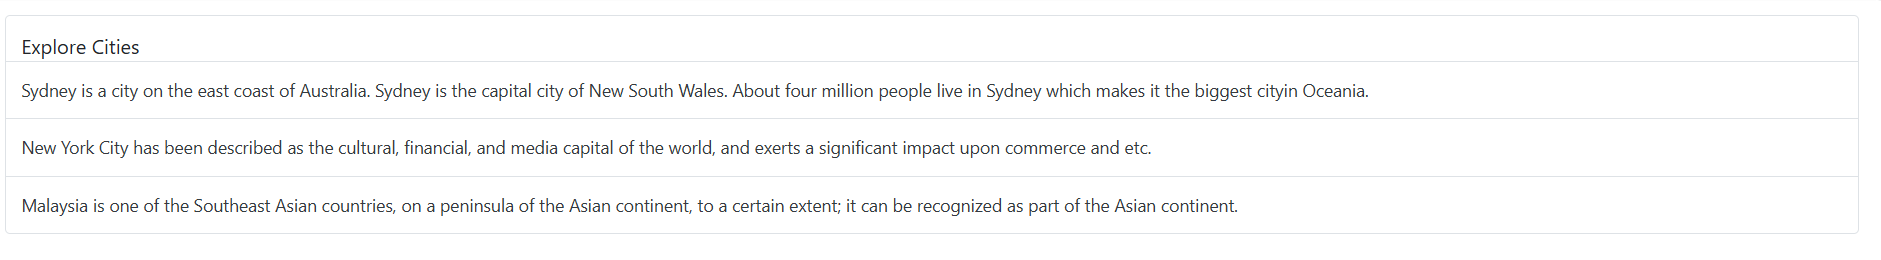 Explore Cities
Sydney is a city on the east coast of Australia. Sydney is the capital city of New South Wales. About four million people live in Sydney which makes it the biggest cityin Oceania.
New York City has been described as the cultural, financial, and media capital of the world, and exerts a significant impact upon commerce and etc.
Malaysia is one of the Southeast Asian countries, on a peninsula of the Asian continent, to a certain extent; it can be recognized as part of the Asian continent.